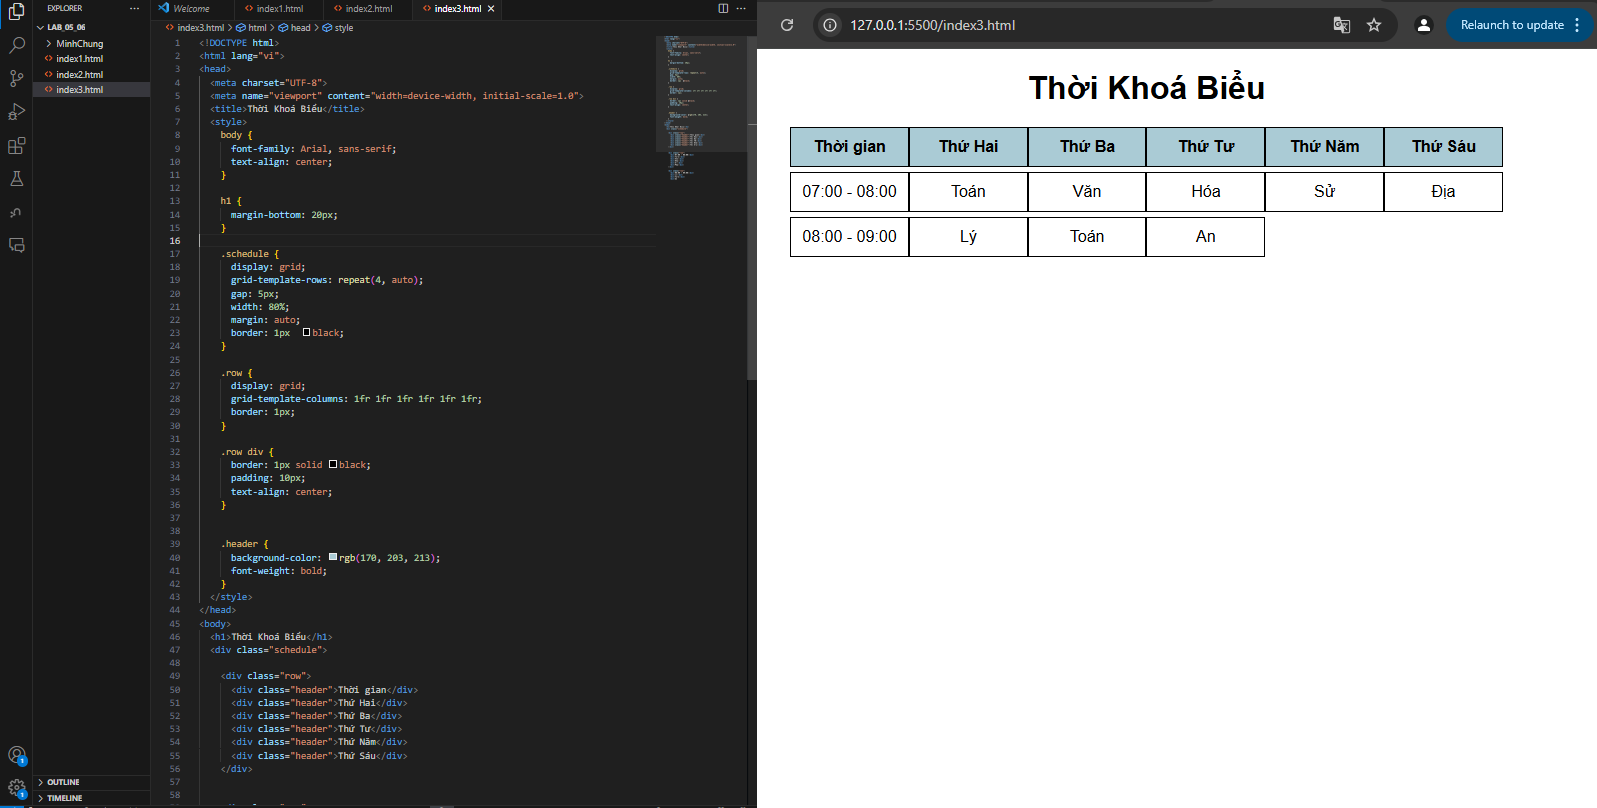 EXPLORER
LAB_05_06
MinhChung
index1.html
index2.html
index3.html
OUTLINE
TIMELINE
1
1
Welcome
index1.html
index2.html
index3.html
index3.html > html > head > style
1 <!DOCTYPE html>
2 <html lang="vi">
3 <head>
4 <meta charset="UTF-8">
5 <meta name="viewport" content="width=device-width, initial-scale=1.0">
6 <title>Thời Khoá Biểu</title>
7 <style>
8 body {
9 font-family: Arial, sans-serif;
10 text-align: center;
11 }
12
13 h1 {
14 margin-bottom: 20px;
15 }
16
17 .schedule {
18 display: grid;
19 grid-template-rows: repeat(4, auto);
20 gap: 5px;
21 width: 80%;
22 margin: auto;
23 border: 1px black;
24 }
25
26 .row {
27 display: grid;
28 grid-template-columns: 1fr 1fr 1fr 1fr 1fr 1fr;
29 border: 1px;
30 }
31
32 .row div {
33 border: 1px solid black;
34 padding: 10px;
35 text-align: center;
36 }
37
38
39 .header {
40 background-color: rgb(170, 203, 213);
41 font-weight: bold;
42 }
43 </style>
44 </head>
45 <body>
46 <h1>Thời Khoá Biểu</h1>
47 <div class="schedule">
48
49 <div class="row">
50 <div class="header">Thời gian</div>
51 <div class="header">Thứ Hai</div>
52 <div class="header">Thứ Ba</div>
53 <div class="header">Thứ Tư</div>
54 <div class="header">Thứ Năm</div>
55 <div class="header">Thứ Sáu</div>
56 </div>
57
58
127.0.0.1:5500/index3.html
Relaunch to update
Thời Khoá Biểu
Thời gian Thứ Hai Thứ Ba Thứ Tư Thứ Năm Thứ Sáu
07:00 - 08:00 Toán Văn Hóa Sử Địa
08:00 - 09:00 Lý Toán An